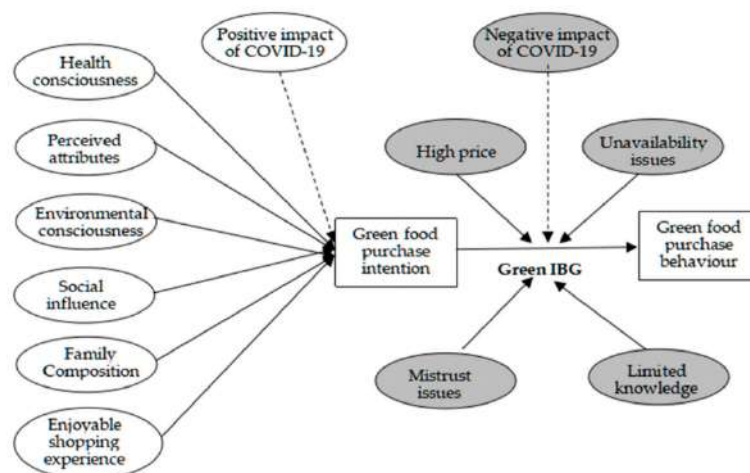 Positive impact
of COVID-19
Negative impact
of COVID-19
Health
consciousness
Perceived
attributes
Environmental
consciousness
Social
influence
Family
Composition
Enjoyable
shopping
experience
High price
Unavailability
issues
Green food
purchase
intention
Green IBG
Green food
purchase
behaviour
Mistrust
issues
Limited
knowledge